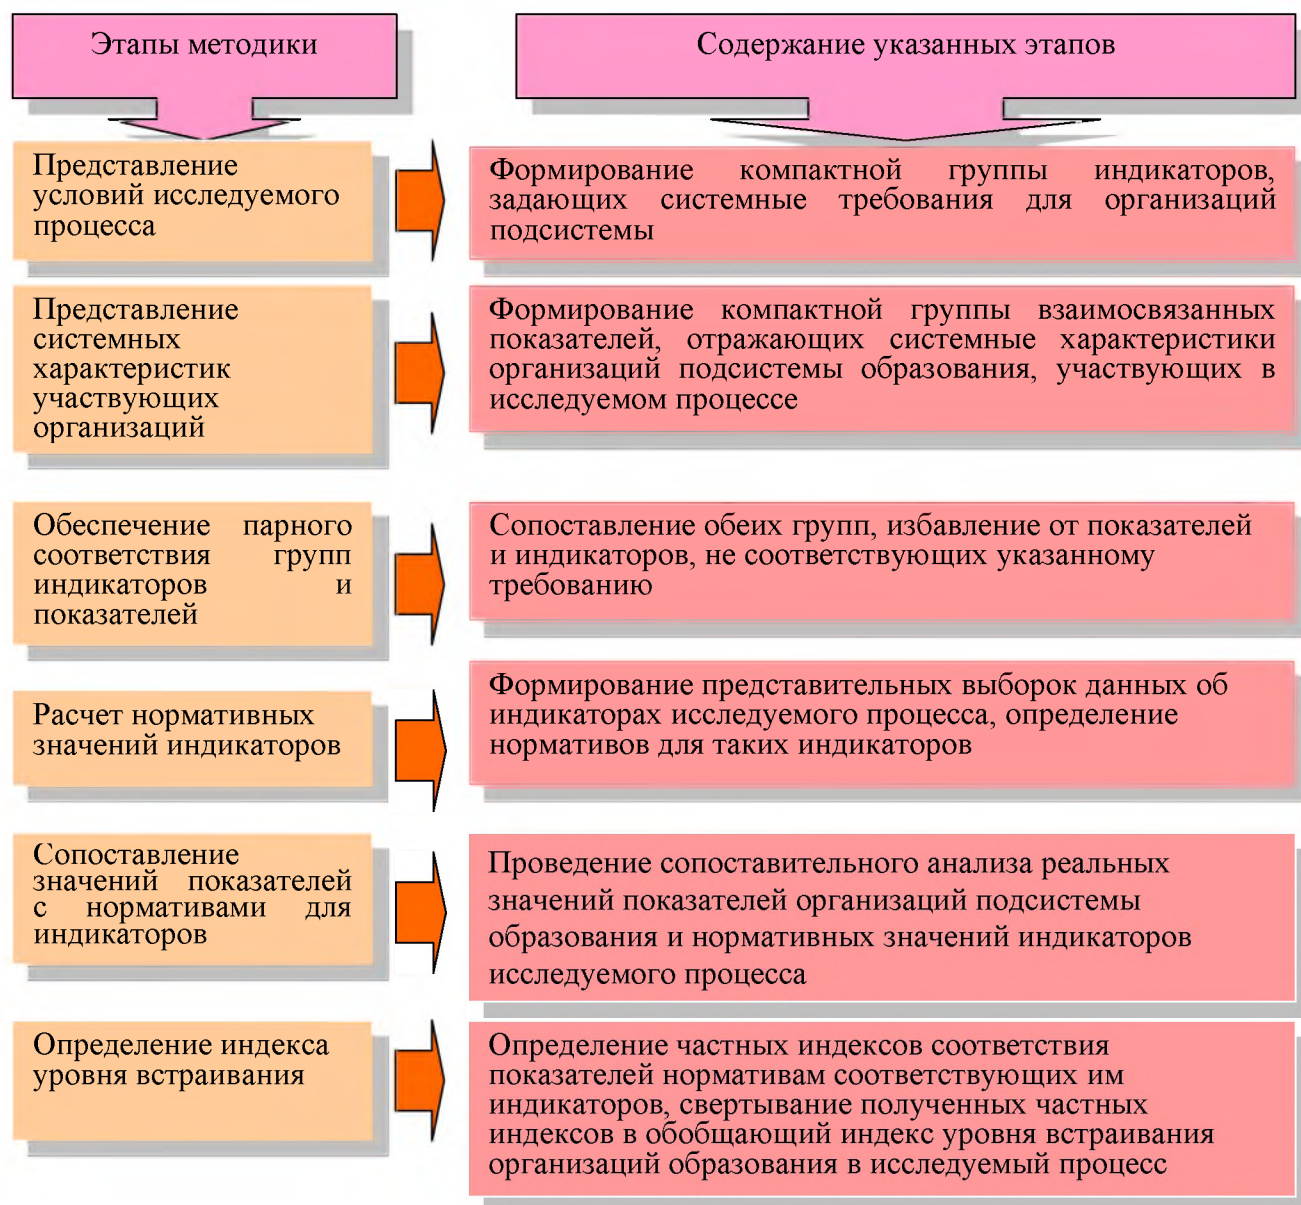 Этапы методики
Содержание указанных этапов
Представление
условий исследуемого
процесса
Формирование компактной группы индикаторов,
задающих системные требования для организаций
подсистемы
Представление
системных
характеристик
участвующих
организаций
Формирование компактной группы взаимосвязанных
показателей, отражающих системные характеристики
организаций подсистемы образования, участвующих в
исследуемом процессе
Обеспечение парного
соответствия групп
индикаторов и
показателей
Сопоставление обеих групп, избавление от показателей
и индикаторов, не соответствующих указанному
требованию
Расчет нормативных
значений индикаторов
Формирование представительных выборок данных об
индикаторах исследуемого процесса, определение
нормативов для таких индикаторов
Сопоставление
значений показателей
с нормативами для
индикаторов
Проведение сопоставительного анализа реальных
значений показателей организаций подсистемы
образования и нормативных значений индикаторов
исследуемого процесса
Определение индекса
уровня встраивания
Определение частных индексов соответствия
показателей нормативам соответствующих им
индикаторов, свертывание полученных частных
индексов в обобщающий индекс уровня встраивания
организаций образования в исследуемый процесс